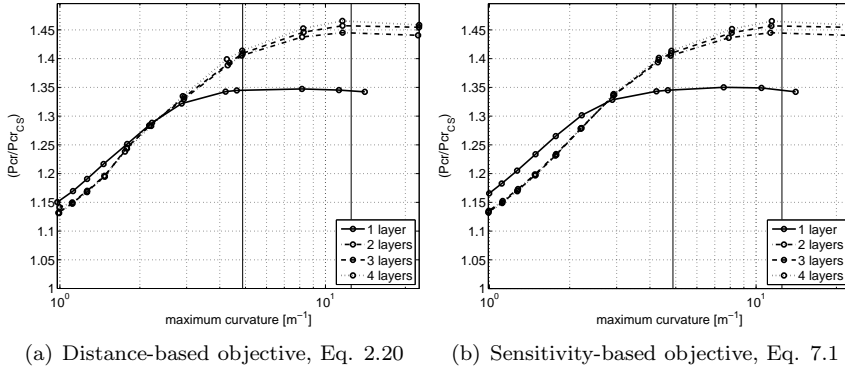 1.45
1.4
1.35
1.3
1.25
1.2
1.15
1.1
1.05
1
(Pcr/Pcr_CS)
10^0
10^1
maximum curvature [m^-1]
1 layer
2 layers
3 layers
4 layers
(a) Distance-based objective, Eq. 2.20
1.45
1.4
1.35
1.3
1.25
1.2
1.15
1.1
1.05
1
(Pcr/Pcr_CS)
10^0
10^1
maximum curvature [m^-1]
1 layer
2 layers
3 layers
4 layers
(b) Sensitivity-based objective, Eq. 7.1